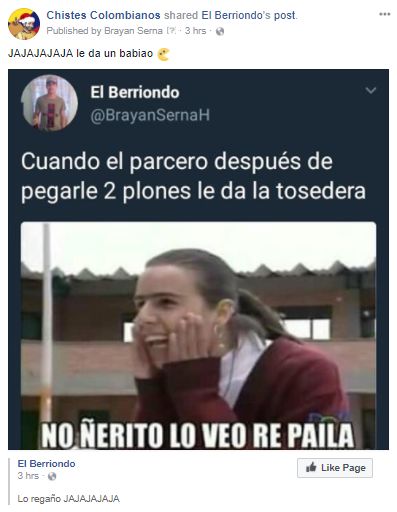 Chistes Colombianos shared El Berriondo's post.
Published by Brayan Serna [?] · 3 hrs ·
JAJAJAJAJA le da un babiao
El Berriondo
@BrayanSernaH
Cuando el parcero después de
pegarle 2 plones le da la tosedera
NO ÑERITO LO VEO RE PAILA
El Berriondo
3 hrs ·
Like Page
Lo regaño JAJAJAJAJA